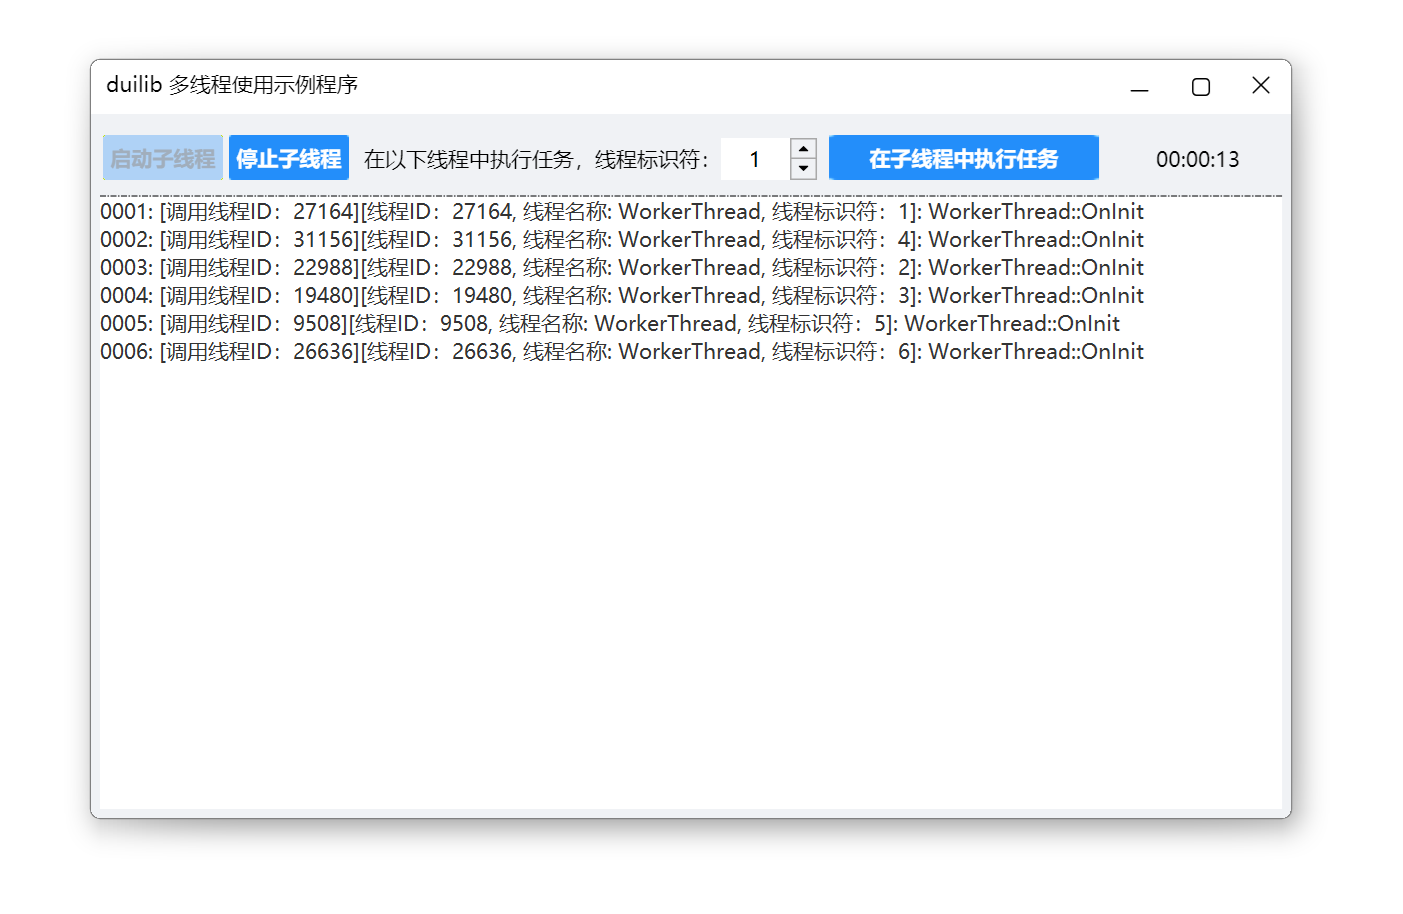 duilib 多线程使用示例程序
启动子线程 停止子线程 在以下线程中执行任务，线程标识符： 1 在子线程中执行任务 00:00:13
0001: [调用线程ID：27164][线程ID：27164, 线程名称: WorkerThread, 线程标识符：1]: WorkerThread::OnInit
0002: [调用线程ID：31156][线程ID：31156, 线程名称: WorkerThread, 线程标识符：4]: WorkerThread::OnInit
0003: [调用线程ID：22988][线程ID：22988, 线程名称: WorkerThread, 线程标识符：2]: WorkerThread::OnInit
0004: [调用线程ID：19480][线程ID：19480, 线程名称: WorkerThread, 线程标识符：3]: WorkerThread::OnInit
0005: [调用线程ID：9508][线程ID：9508, 线程名称: WorkerThread, 线程标识符：5]: WorkerThread::OnInit
0006: [调用线程ID：26636][线程ID：26636, 线程名称: WorkerThread, 线程标识符：6]: WorkerThread::OnInit